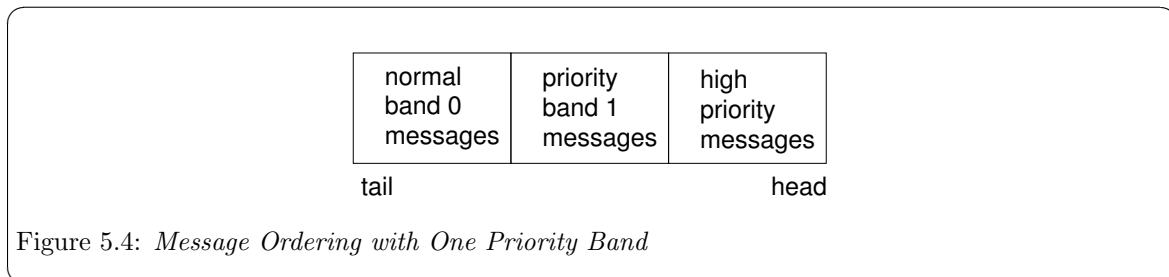 normal
band 0
messages
priority
band 1
messages
high
priority
messages
tail
head
Figure 5.4: Message Ordering with One Priority Band